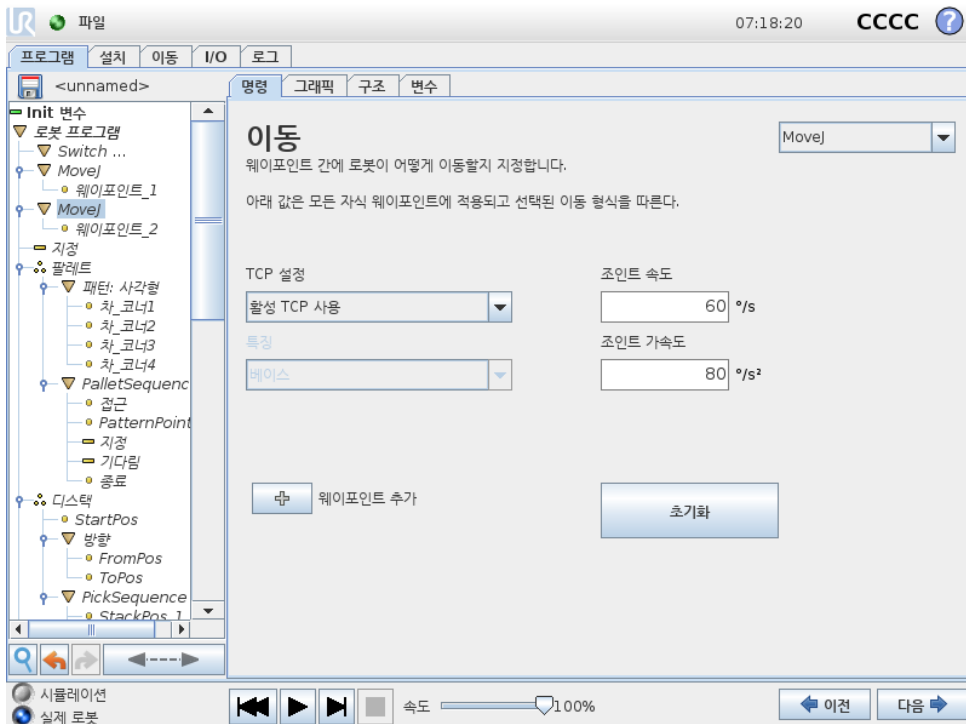 UR 파일 07:18:20 CCCC ?
프로그램 설치 이동 I/O 로그
<unnamed>
명령 그래픽 구조 변수
Init 변수
로봇 프로그램
Switch ...
MoveJ
웨이포인트_1
MoveJ
웨이포인트_2
지정
팔레트
패턴: 사각형
차_코너1
차_코너2
차_코너3
차_코너4
PalletSequenc
접근
PatternPoint
지정
기다림
종료
디스택
StartPos
방향
FromPos
ToPos
PickSequence
StackPos_1
이동
MoveJ
웨이포인트 간에 로봇이 어떻게 이동할지 지정합니다.
아래 값은 모든 자식 웨이포인트에 적용되고 선택된 이동 형식을 따른다.
TCP 설정
활성 TCP 사용
특징
베이스
조인트 속도
60 °/s
조인트 가속도
80 °/s²
웨이포인트 추가
초기화
시뮬레이션
실제 로봇
속도 100%
이전 다음